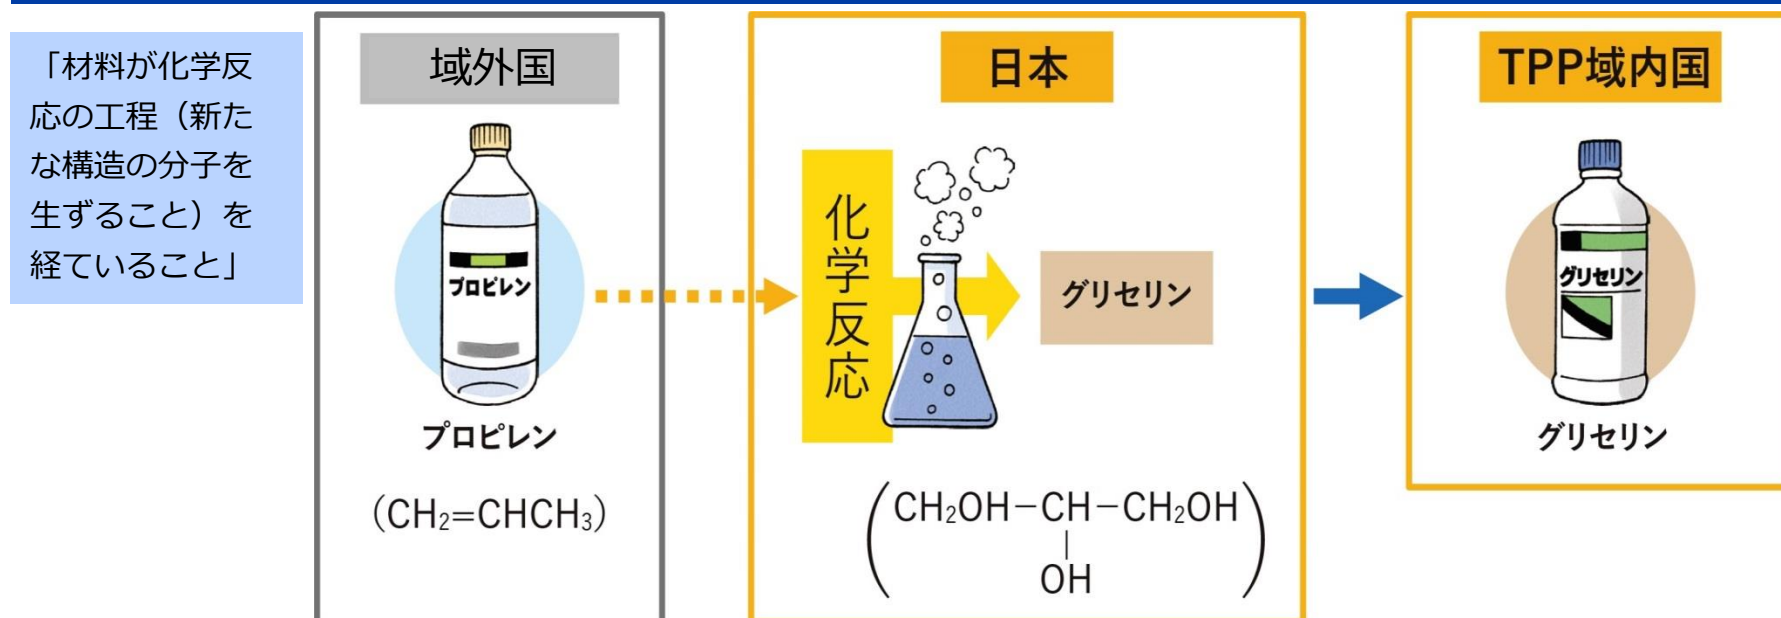 「材料が化学反
応の工程（新た
な構造の分子を
生ずること）を
経ていること」
域外国
プロピレン
プロピレン
(CH₂=CHCH₃)
日本
化学反応
グリセリン
CH₂OH－CH－CH₂OH
|
OH
TPP域内国
グリセリン
グリセリン